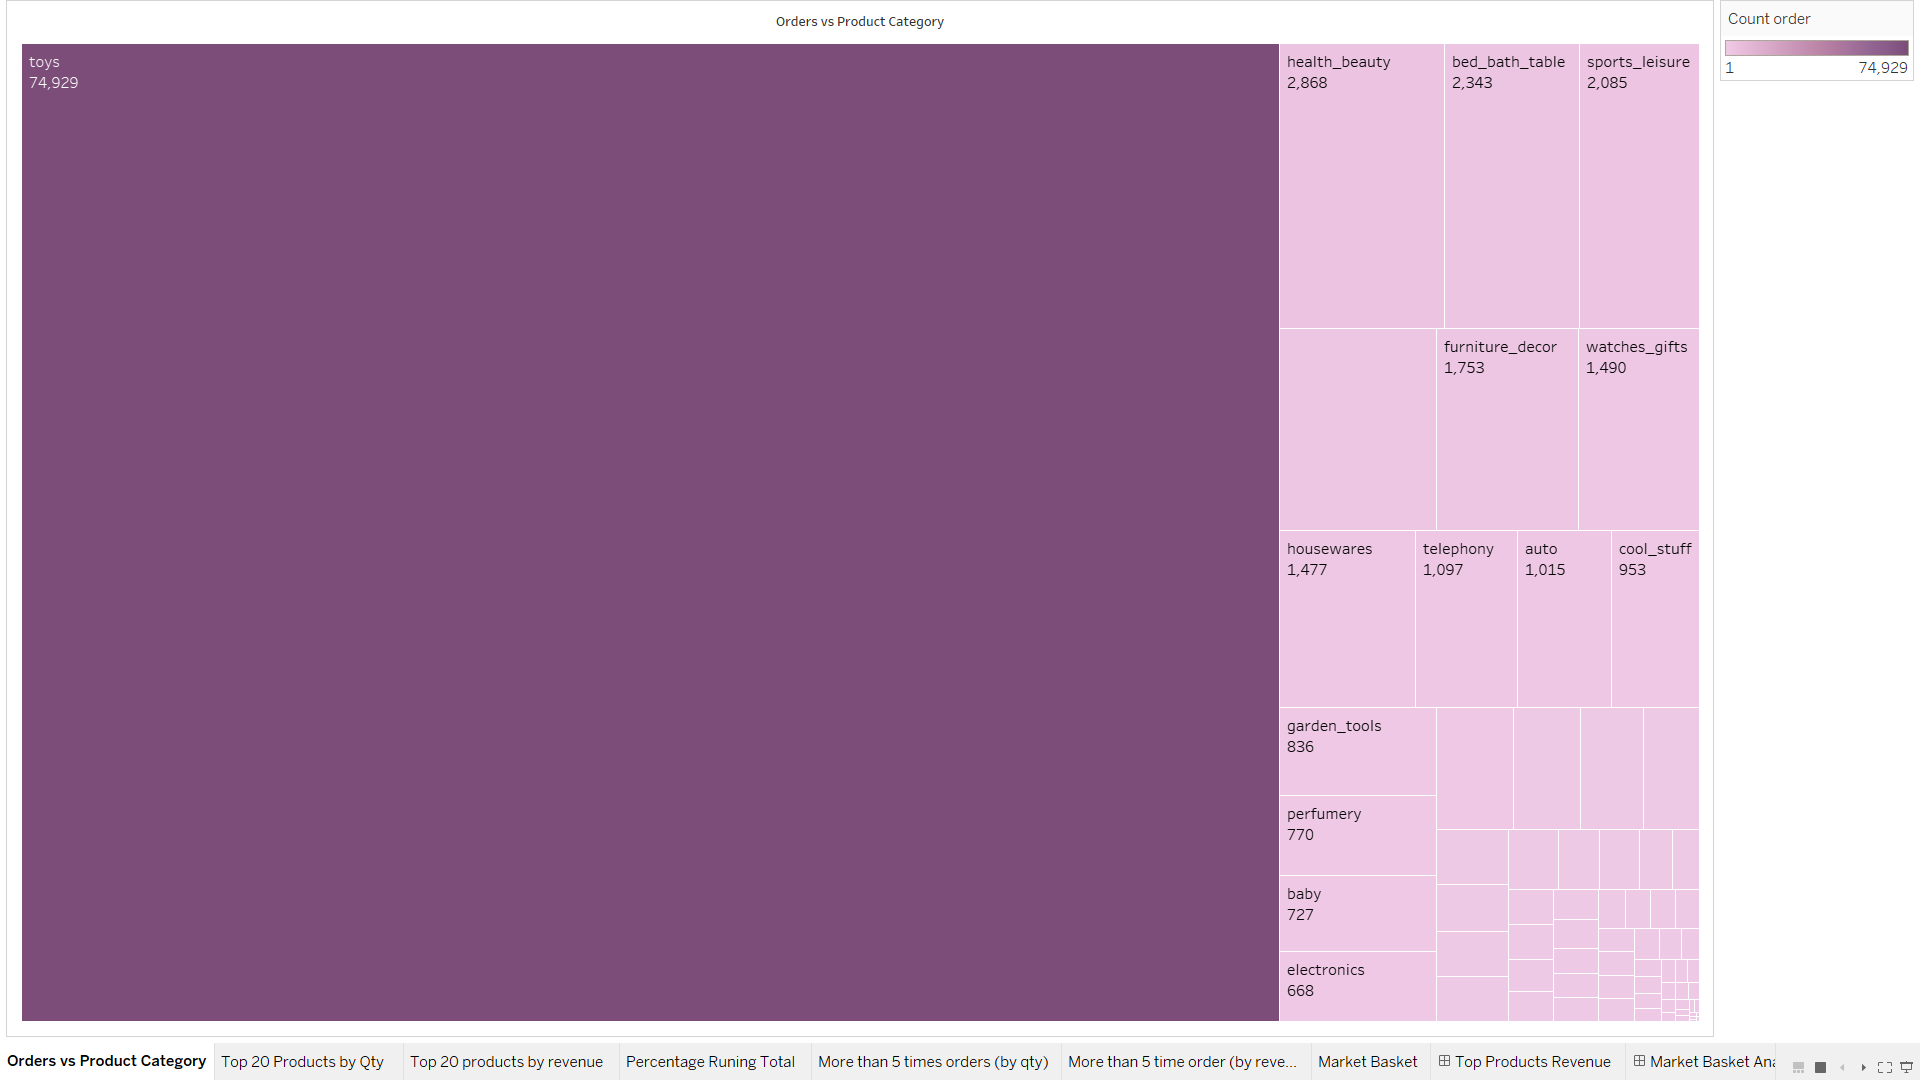 Orders vs Product Category
Count order
1 74,929
toys
74,929
health_beauty
2,868
bed_bath_table
2,343
sports_leisure
2,085
furniture_decor
1,753
watches_gifts
1,490
housewares
1,477
telephony
1,097
auto
1,015
cool_stuff
953
garden_tools
836
perfumery
770
baby
727
electronics
668
Orders vs Product Category Top 20 Products by Qty Top 20 products by revenue Percentage Runing Total More than 5 times orders (by qty) More than 5 time order (by reve... Market Basket Top Products Revenue Market Basket Ana